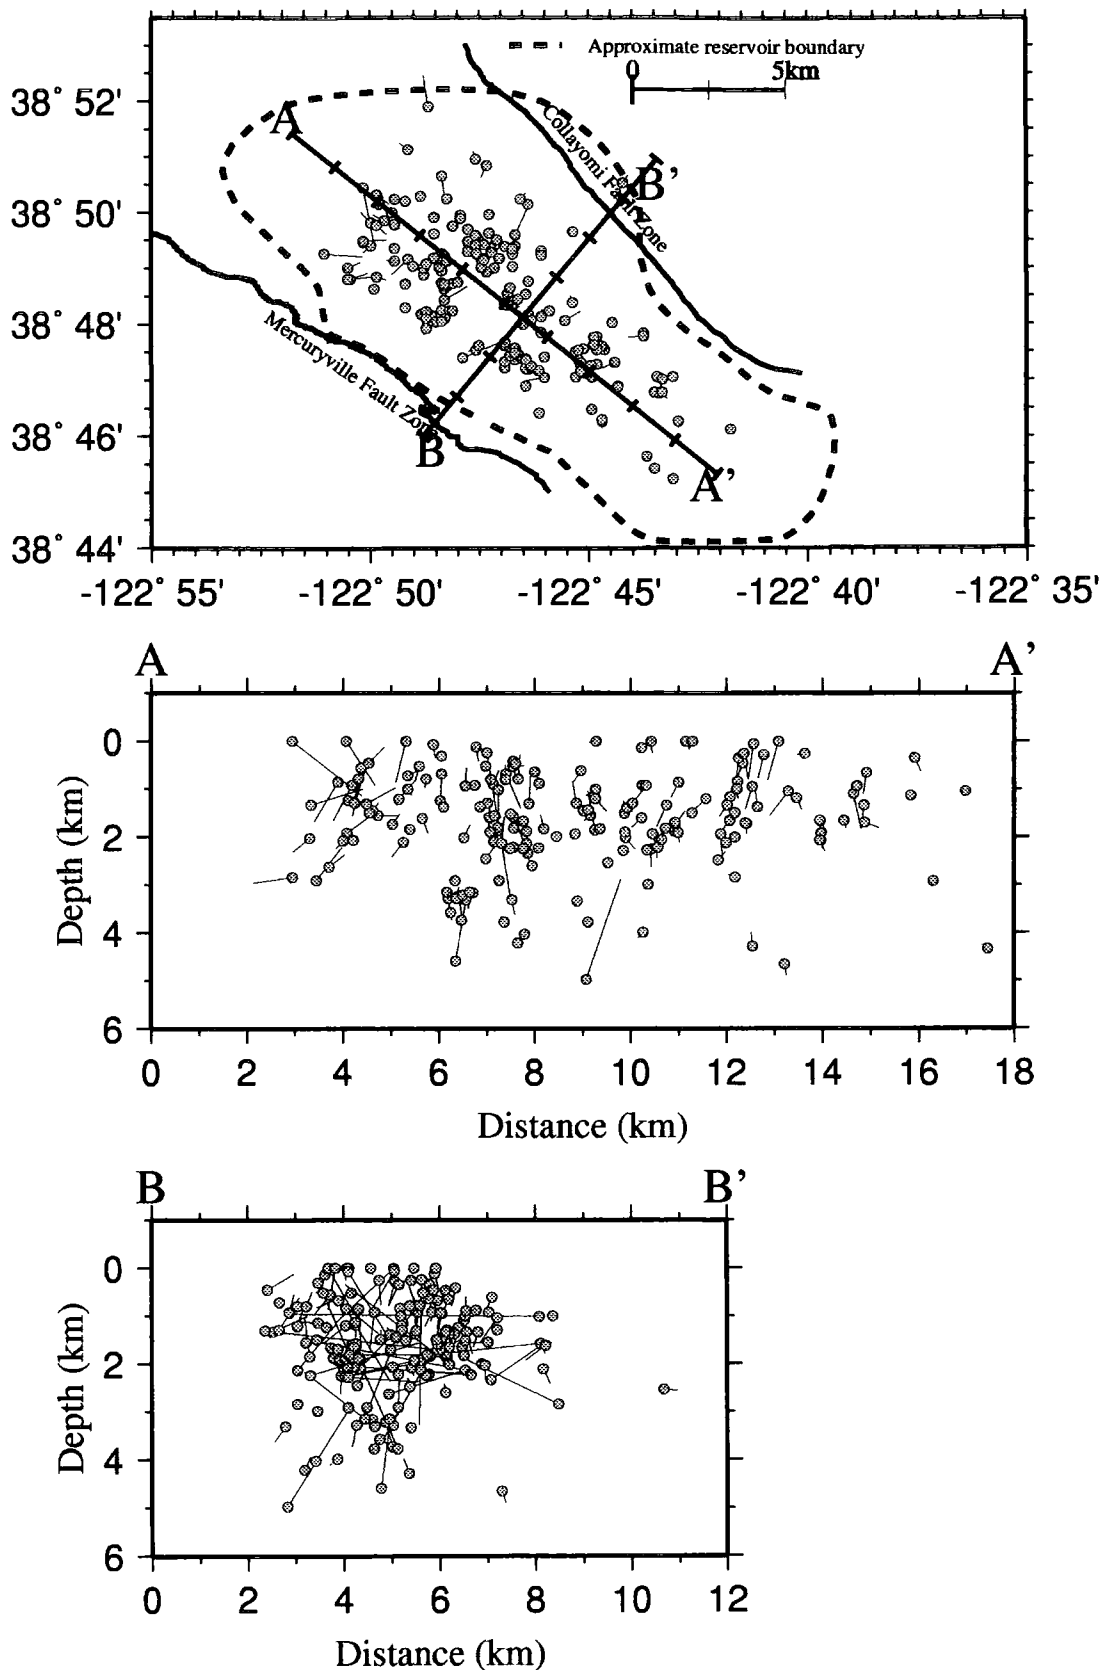 Approximate reservoir boundary
0 5km
38° 52'
38° 50'
38° 48'
38° 46'
38° 44'
A
Collayomi Fault Zone
B'
Mercuryville Fault Zone
B
A'
-122° 55' -122° 50' -122° 45' -122° 40' -122° 35'
A A'
0
2
4
6
Depth (km)
0 2 4 6 8 10 12 14 16 18
Distance (km)
B B'
0
2
4
6
Depth (km)
0 2 4 6 8 10 12
Distance (km)